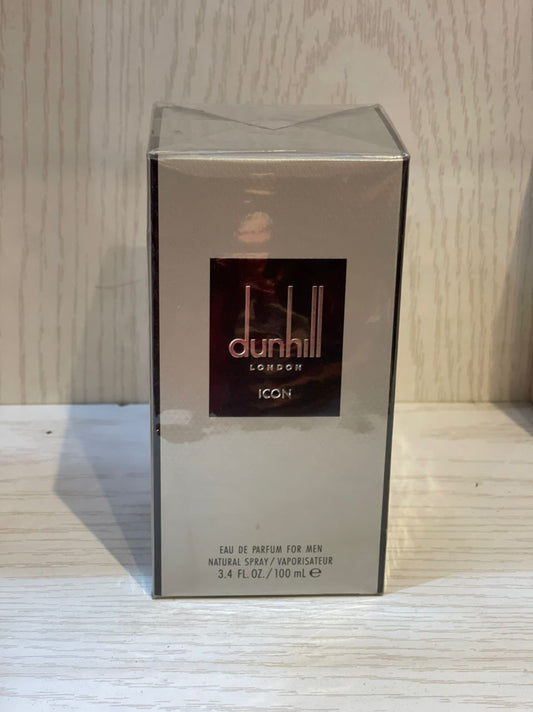 dunhill
LONDON
ICON
EAU DE PARFUM FOR MEN
NATURAL SPRAY / VAPORISATEUR
3.4 FL.OZ. / 100 mL ℮